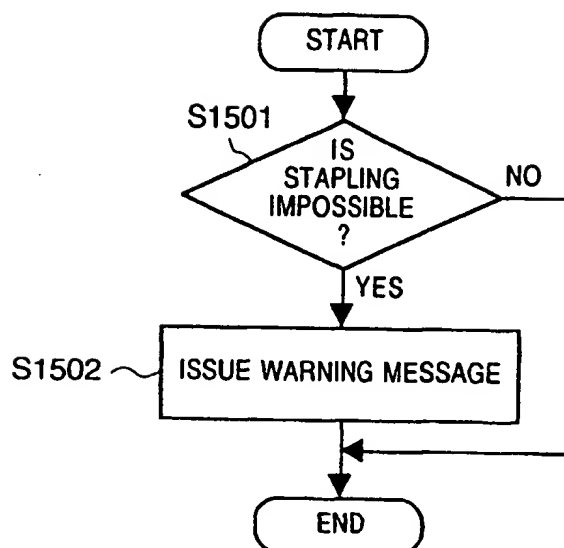 START
S1501
IS
STAPLING
IMPOSSIBLE
?
NO
YES
S1502
ISSUE WARNING MESSAGE
END